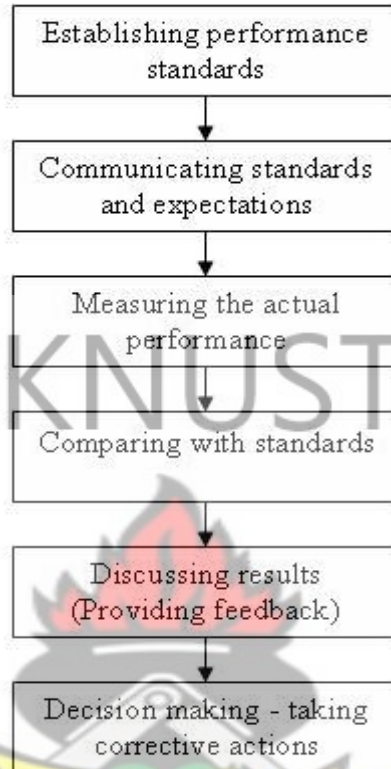 Establishing performance
standards
Communicating standards
and expectations
Measuring the actual
performance
KNUST
Comparing with standards
Discussing results
(Providing feedback)
Decision making - taking
corrective actions